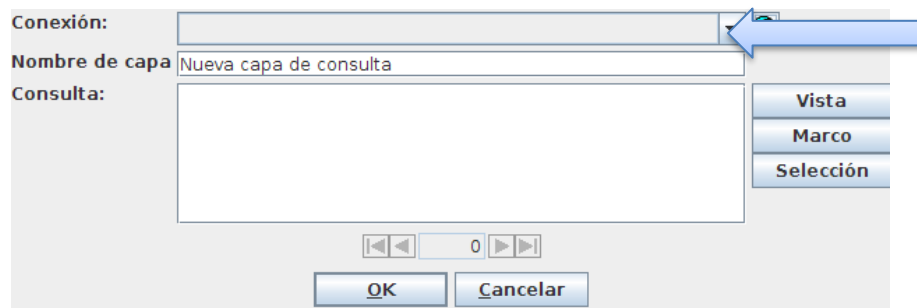 Conexión:
Nombre de capa Nueva capa de consulta
Consulta:
Vista
Marco
Selección
0
OK Cancelar